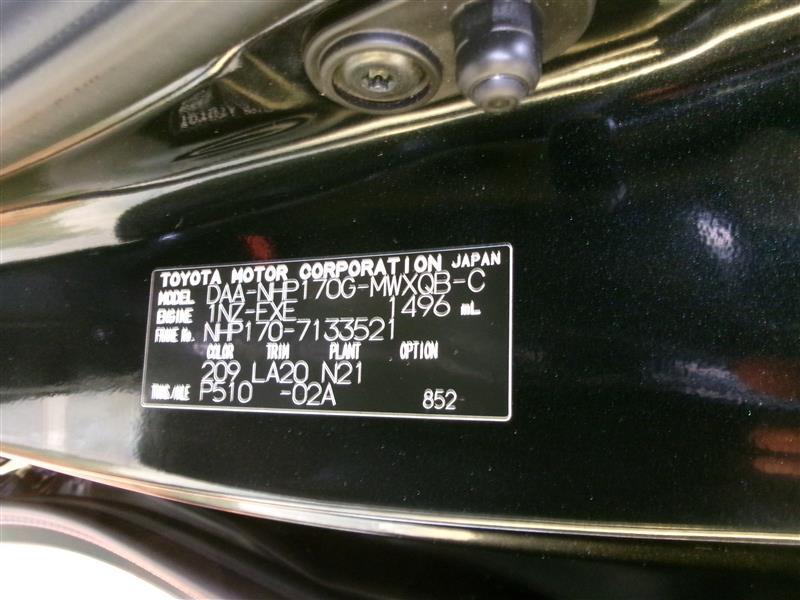 TOYOTA MOTOR CORPORATION JAPAN
MODEL DAA-NHP170G-MWXQB-C
ENGINE 1NZ-EXE 1496 mL
FRAME No. NHP170-7133521
COLOR TRIM PLANT OPTION
209 LA20 N21
TRANS/AXLE P510 -02A 852